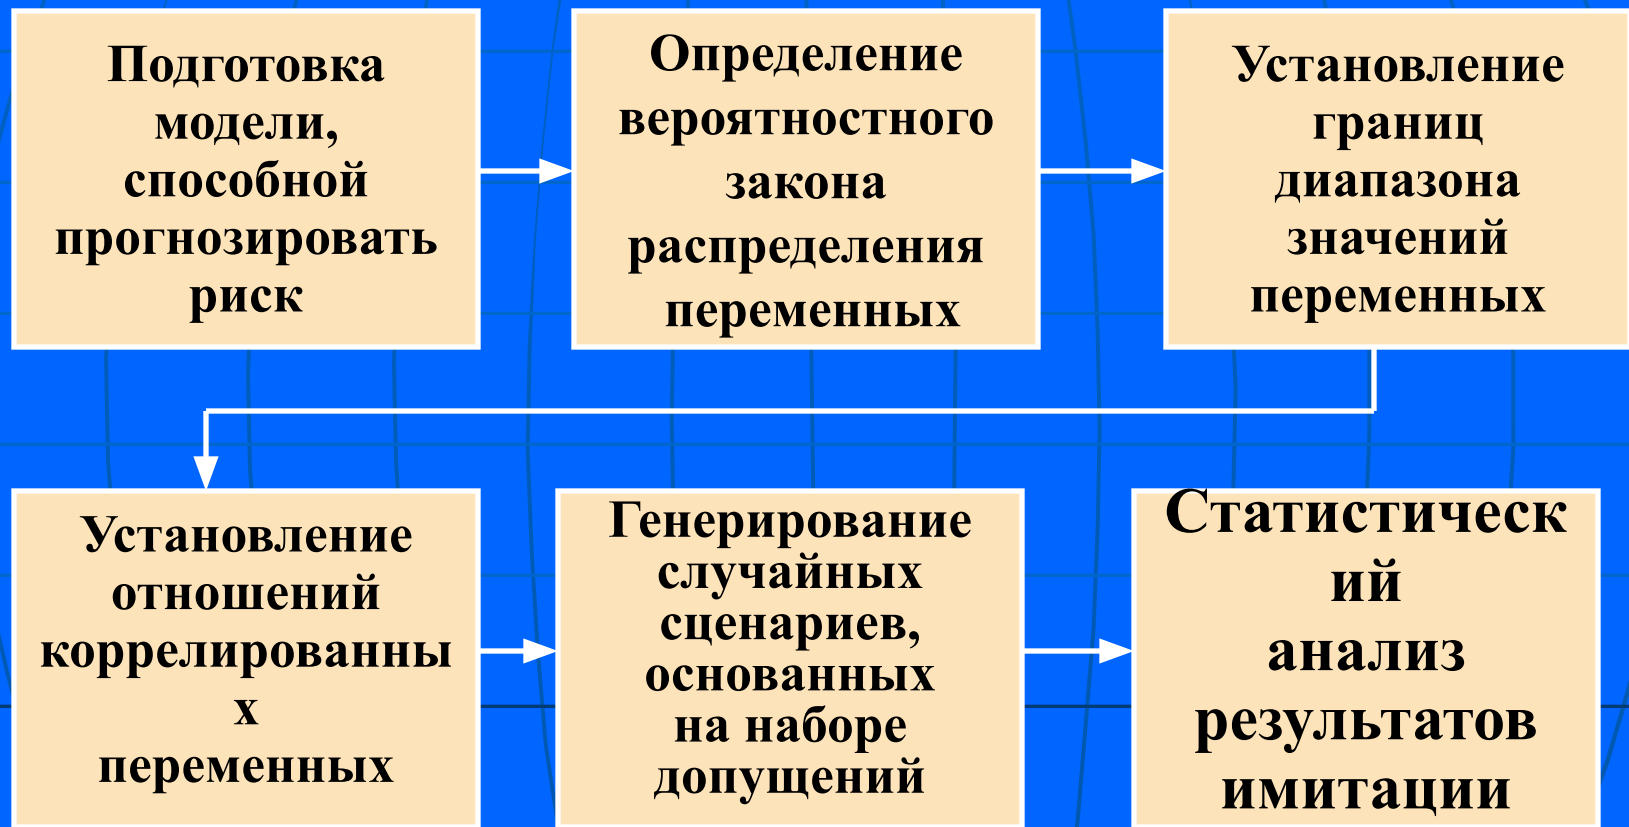 Подготовка
модели,
способной
прогнозировать
риск
Определение
вероятностного
закона
распределения
переменных
Установление
границ
диапазона
значений
переменных
Установление
отношений
коррелированны
х
переменных
Генерирование
случайных
сценариев,
основанных
на наборе
допущений
Статистическ
ий
анализ
результатов
имитации